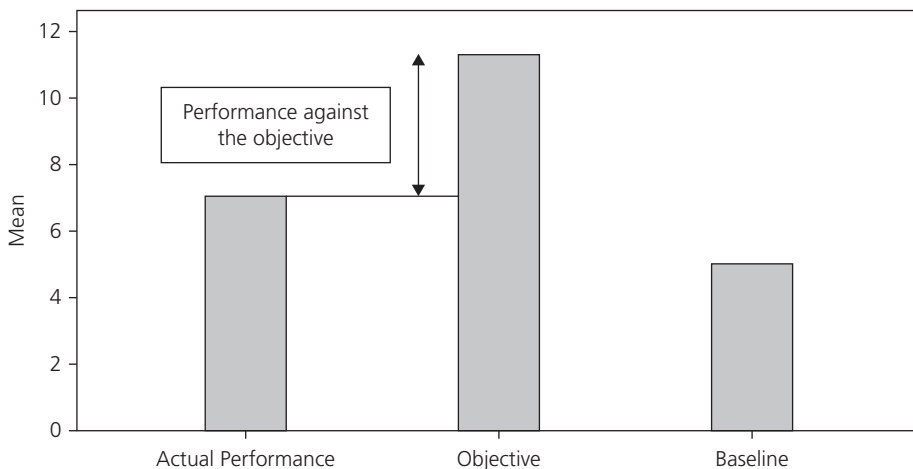 12
10
8
6
4
2
0
Mean
Performance against
the objective
Actual Performance
Objective
Baseline